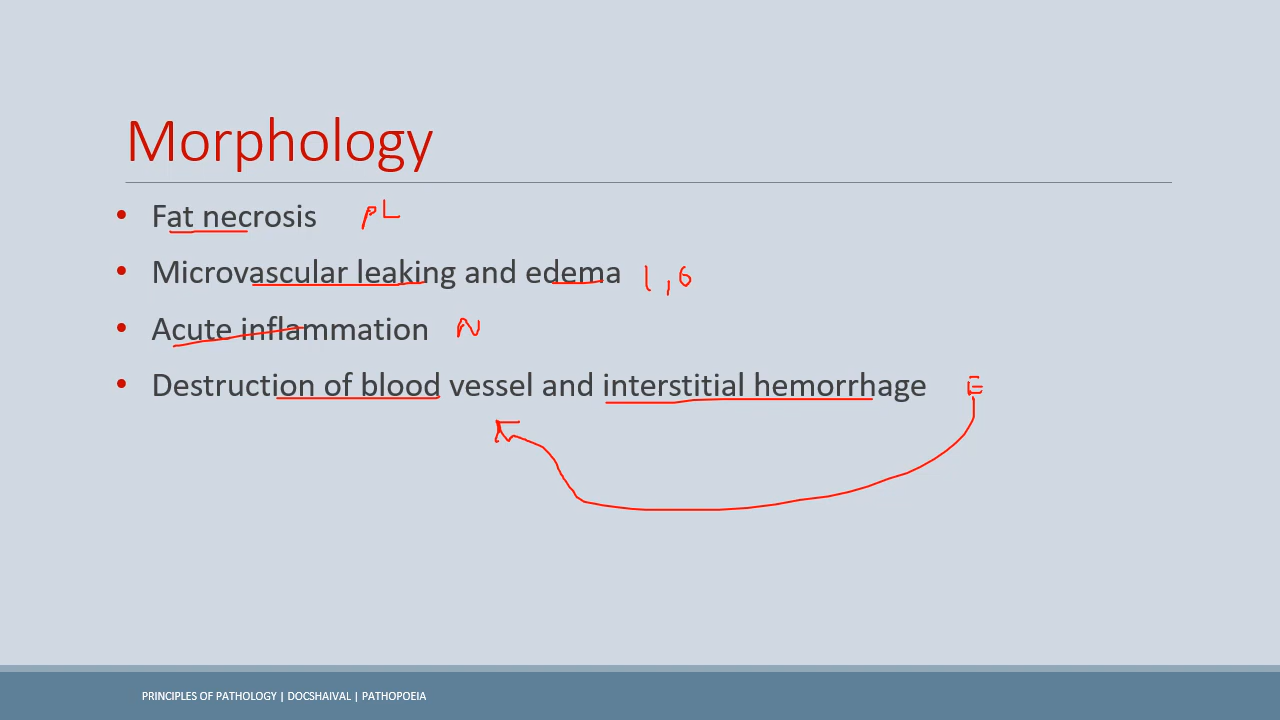 Morphology
• Fat necrosis PL
• Microvascular leaking and edema 1,6
• Acute inflammation N
• Destruction of blood vessel and interstitial hemorrhage E
PRINCIPLES OF PATHOLOGY | DOCSHAIVAL | PATHOPOEIA